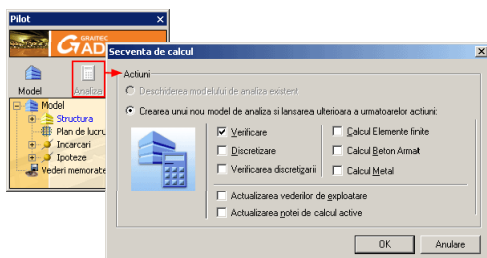 Pilot
GRAITEC
AD
Model
Analiza
Model
Structura
Plan de lucru
Incarcari
Ipoteze
Vederi memorate
Secventa de calcul
Actiuni
Deschiderea modelului de analiza existent
Crearea unui nou model de analiza si lansarea ulterioara a urmatoarelor actiuni:
Verificare
Calcul Elemente finite
Discretizare
Calcul Beton Armat
Verificarea discretizarii
Calcul Metal
Actualizarea vederilor de exploatare
Actualizarea notei de calcul active
OK
Anulare